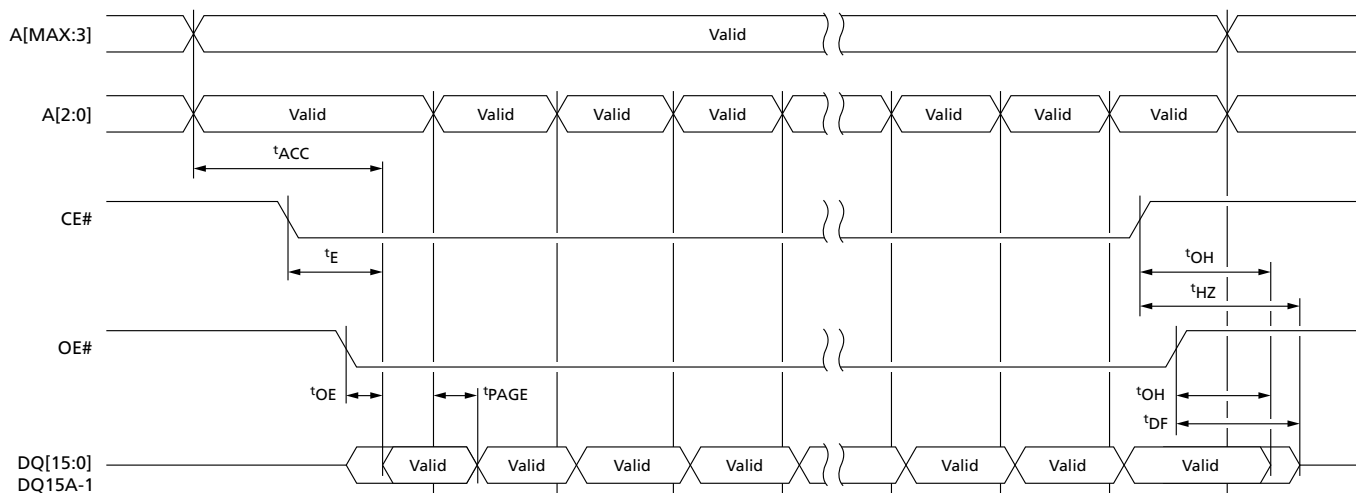 A[MAX:3]
Valid
A[2:0]
Valid Valid Valid Valid Valid Valid Valid
tACC
CE#
tE
tOH
tHZ
OE#
tOE
tPAGE
tOH
tDF
DQ[15:0]
Valid Valid Valid Valid Valid Valid Valid
DQ15A-1